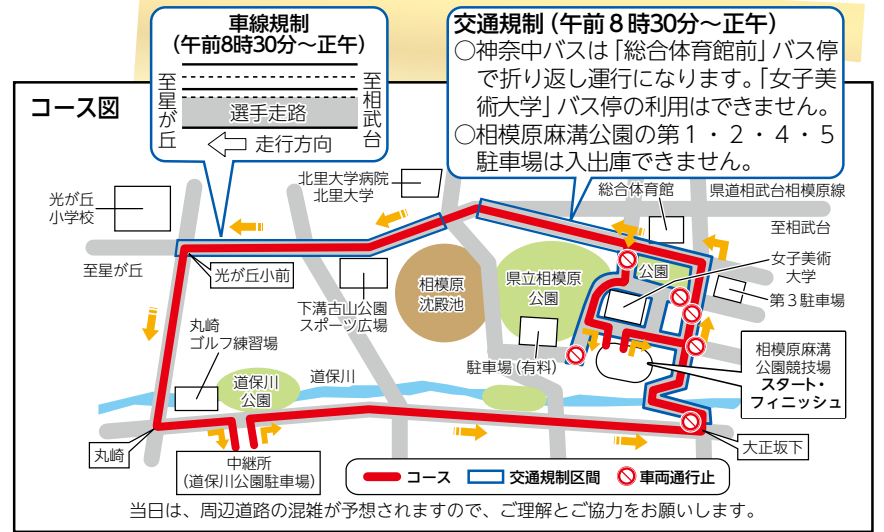 車線規制
(午前8時30分～正午)
至星が丘
至相武台
選手走路
走行方向
交通規制 (午前8時30分～正午)
○神奈中バスは「総合体育館前」バス停
で折り返し運行になります。「女子美
術大学」バス停の利用はできません。
○相模原麻溝公園の第1・2・4・5
駐車場は入出庫できません。
コース図
光が丘
小学校
北里大学病院
北里大学
総合体育館
県道相武台相模原線
至相武台
至星が丘
光が丘小前
下溝古山公園
スポーツ広場
相模原
沈殿池
県立相模原
公園
公園
女子美術
大学
第3駐車場
丸崎
ゴルフ練習場
道保川
公園
道保川
駐車場(有料)
相模原麻溝
公園競技場
スタート・
フィニッシュ
丸崎
中継所
(道保川公園駐車場)
大正坂下
コース
交通規制区間
車両通行止
当日は、周辺道路の混雑が予想されますので、ご理解とご協力をお願いします。